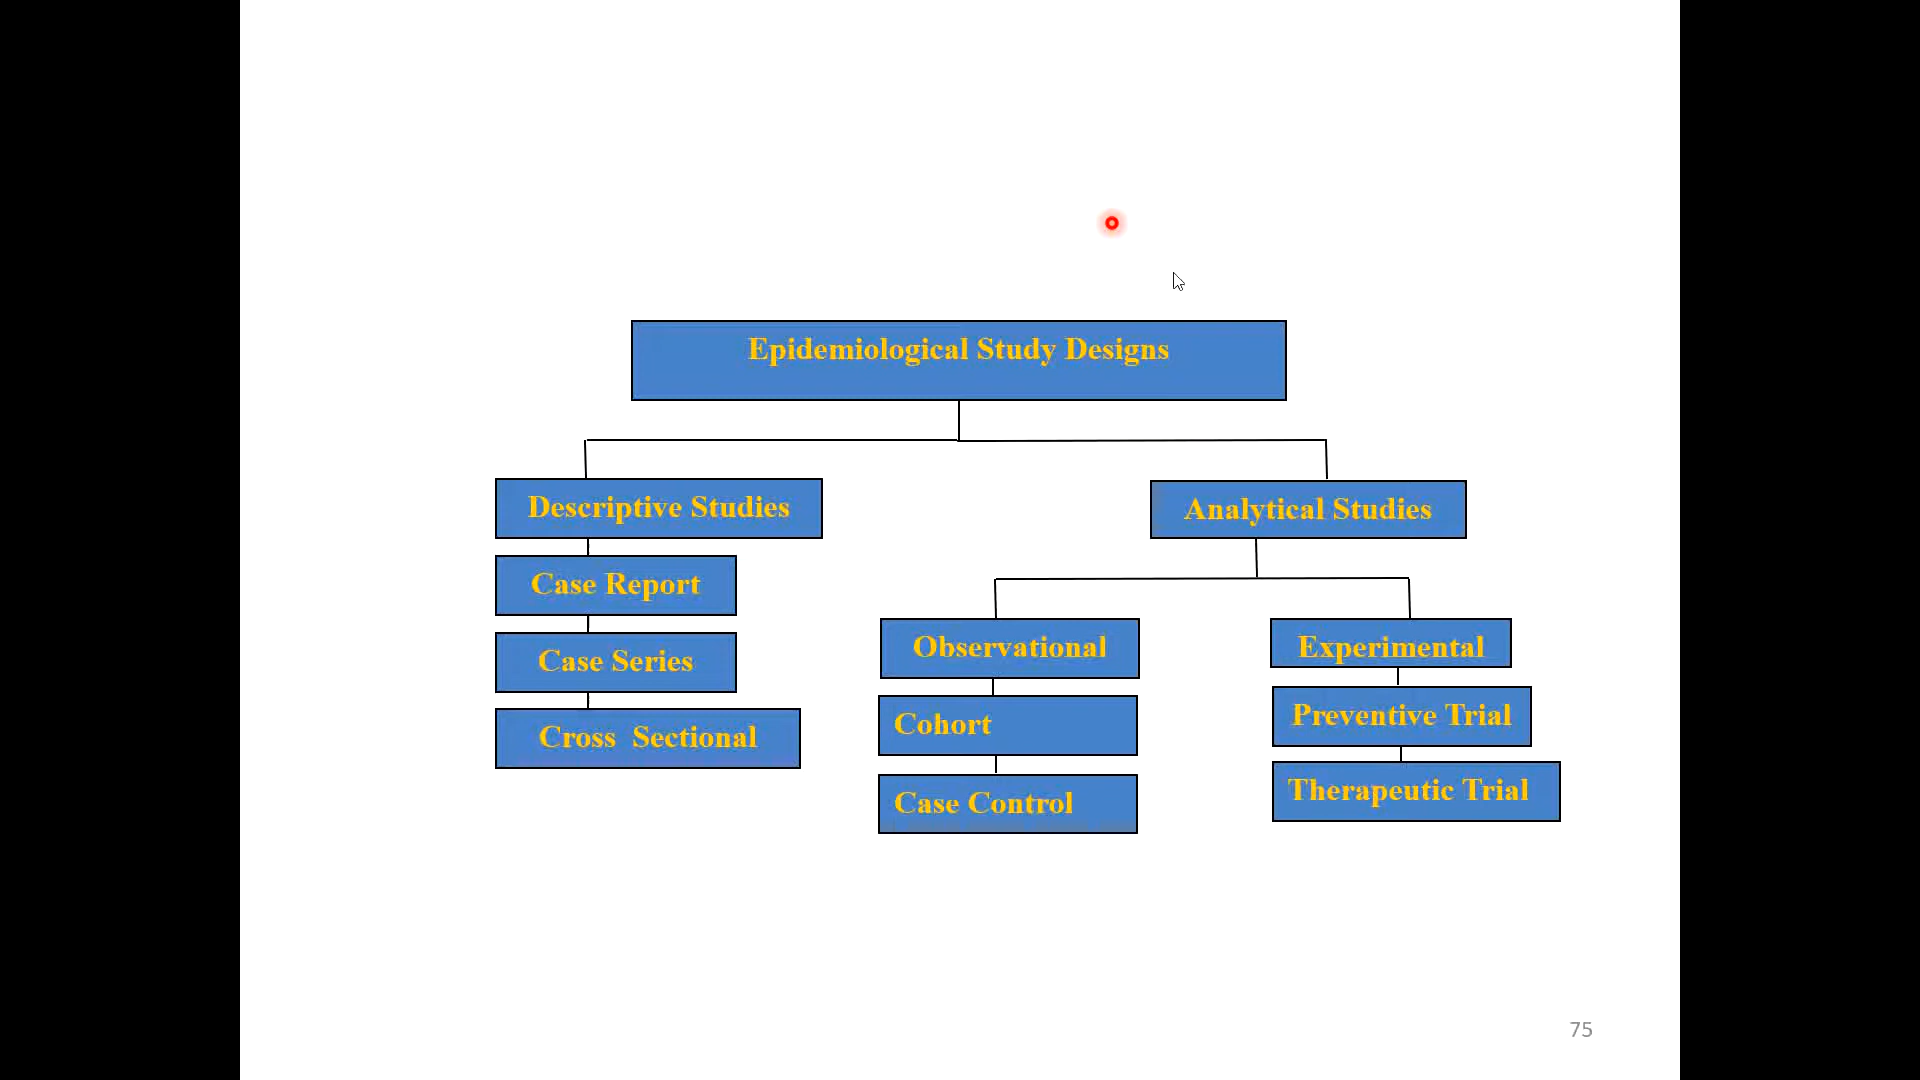 Epidemiological Study Designs
Descriptive Studies
Case Report
Case Series
Cross  Sectional
Analytical Studies
Observational
Cohort
Case Control
Experimental
Preventive Trial
Therapeutic Trial
75